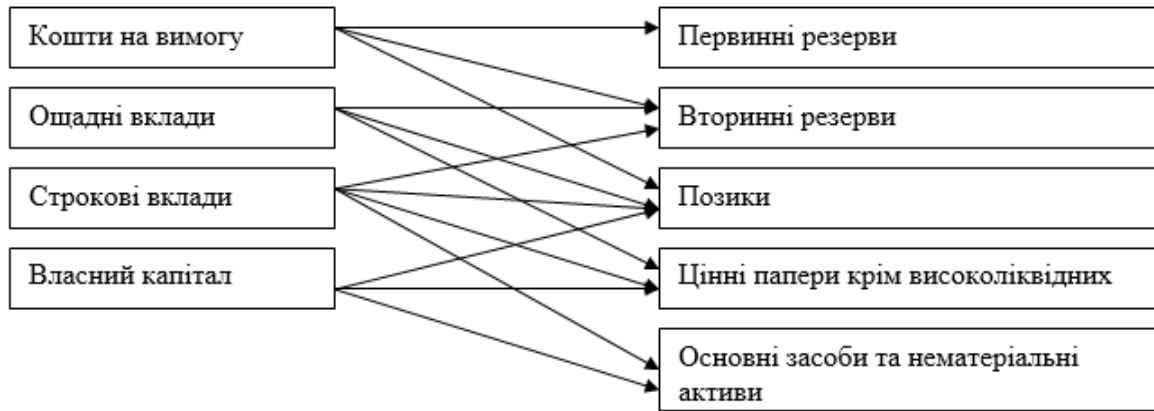 Кошти на вимогу
Ощадні вклади
Строкові вклади
Власний капітал
Первинні резерви
Вторинні резерви
Позики
Цінні папери крім високоліквідних
Основні засоби та нематеріальні
активи